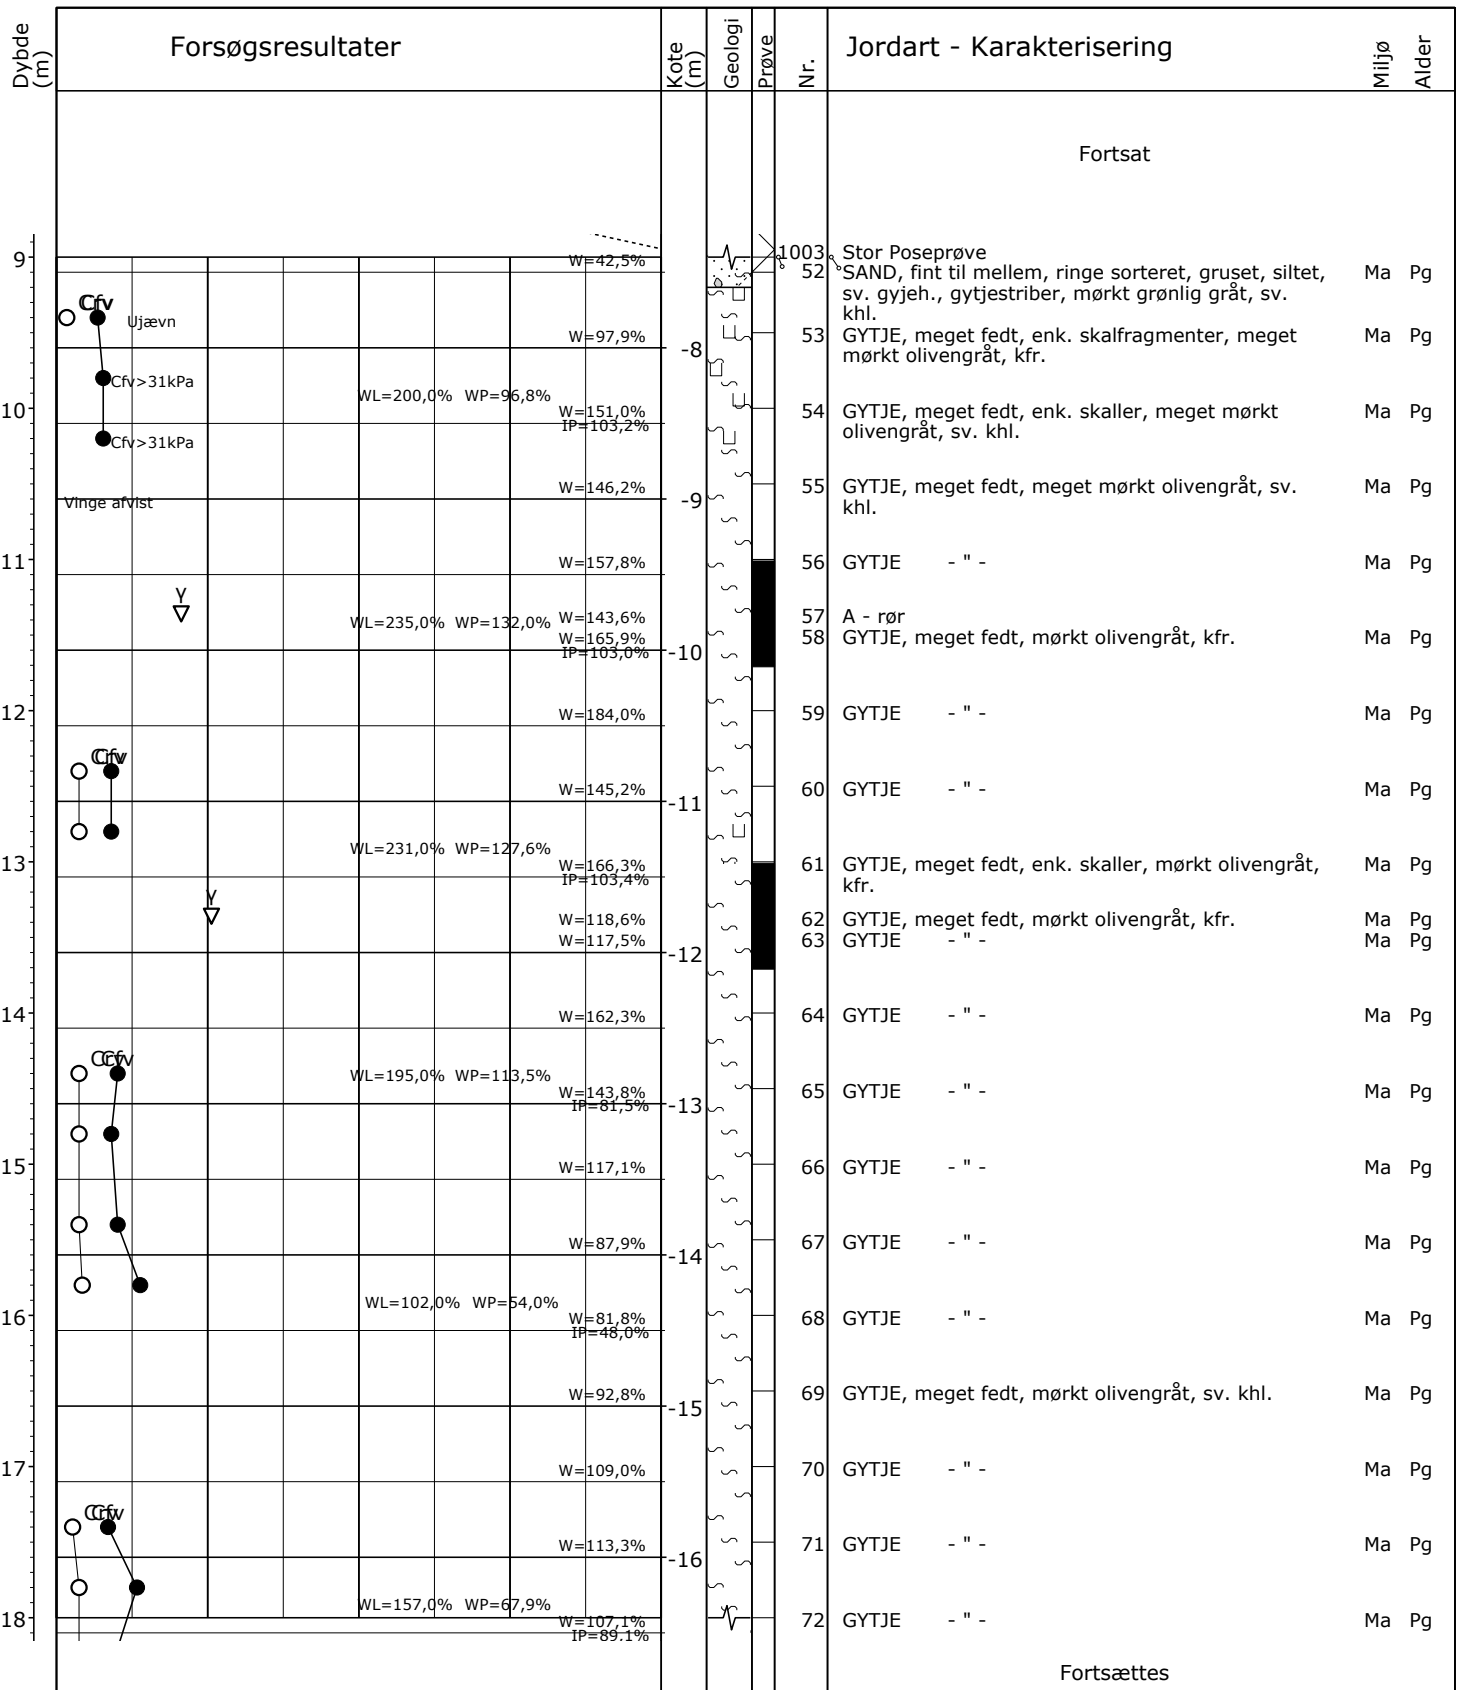 Dybde (m)
Forsøgsresultater
Kote (m)
Geologi
Prøve
Nr.
Jordart - Karakterisering
Miljø
Alder
Fortsat
1003 Stor Poseprøve
9
W=42,5%
52 SAND, fint til mellem, ringe sorteret, gruset, siltet, Ma Pg
sv. gyjeh., gytjestriber, mørkt grønlig gråt, sv.
khl.
Cfv
Ujævn
W=97,9%
-8
53 GYTJE, meget fedt, enk. skalfragmenter, meget Ma Pg
mørkt olivengråt, kfr.
Cfv>31kPa
WL=200,0% WP=96,8%
10
W=151,0%
IP=103,2%
54 GYTJE, meget fedt, enk. skaller, meget mørkt Ma Pg
olivengråt, sv. khl.
Cfv>31kPa
W=146,2%
Vinge afvist
-9
55 GYTJE, meget fedt, meget mørkt olivengråt, sv. Ma Pg
khl.
11
W=157,8%
56 GYTJE - " - Ma Pg
γ
WL=235,0% WP=132,0% W=143,6%
57 A - rør
W=165,9%
58 GYTJE, meget fedt, mørkt olivengråt, kfr. Ma Pg
IP=103,0%
-10
12
W=184,0%
59 GYTJE - " - Ma Pg
Crv Cfv
W=145,2%
-11
60 GYTJE - " - Ma Pg
WL=231,0% WP=127,6%
13
W=166,3%
IP=103,4%
61 GYTJE, meget fedt, enk. skaller, mørkt olivengråt, Ma Pg
kfr.
γ
W=118,6%
62 GYTJE, meget fedt, mørkt olivengråt, kfr. Ma Pg
W=117,5%
63 GYTJE - " - Ma Pg
-12
14
W=162,3%
64 GYTJE - " - Ma Pg
Crv Cfv
WL=195,0% WP=113,5%
W=143,8%
IP=81,5%
-13
65 GYTJE - " - Ma Pg
15
W=117,1%
66 GYTJE - " - Ma Pg
W=87,9%
-14
67 GYTJE - " - Ma Pg
WL=102,0% WP=54,0%
16
W=81,8%
IP=48,0%
68 GYTJE - " - Ma Pg
W=92,8%
-15
69 GYTJE, meget fedt, mørkt olivengråt, sv. khl. Ma Pg
17
W=109,0%
70 GYTJE - " - Ma Pg
Crv Cfv
W=113,3%
-16
71 GYTJE - " - Ma Pg
WL=157,0% WP=67,9%
18
W=107,1%
IP=89,1%
72 GYTJE - " - Ma Pg
Fortsættes